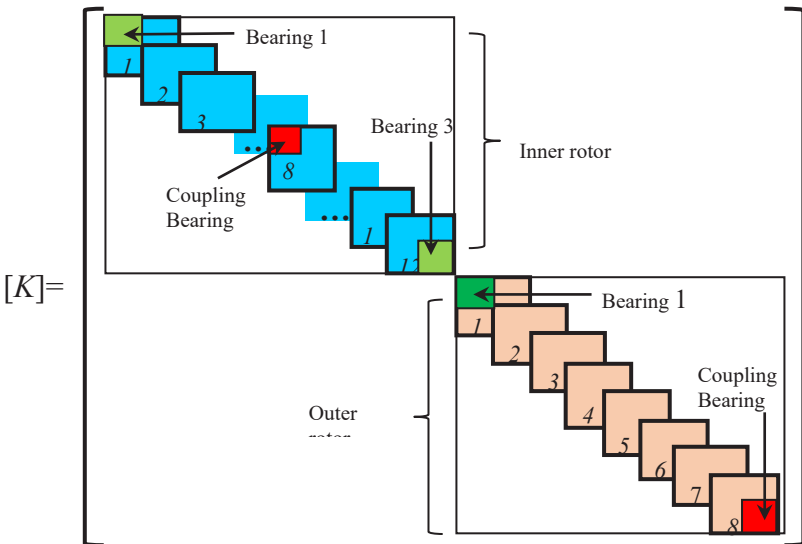 Bearing 1
1
2
3
Bearing 3
...
8
Inner rotor
Coupling
Bearing
...
1
12
[K]=
Bearing 1
1
2
3
Coupling
Bearing
4
Outer
5
6
7
8